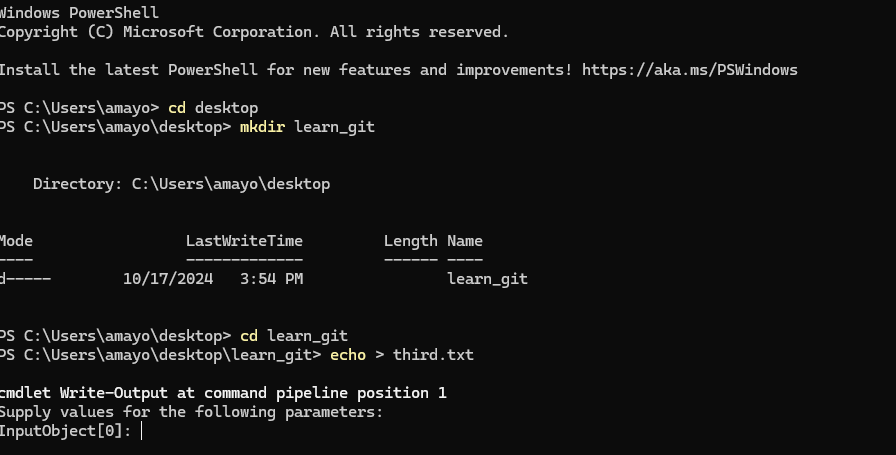 Windows PowerShell
Copyright (C) Microsoft Corporation. All rights reserved.
Install the latest PowerShell for new features and improvements! https://aka.ms/PSWindows
PS C:\Users\amayo> cd desktop
PS C:\Users\amayo\desktop> mkdir learn_git
Directory: C:\Users\amayo\desktop
Mode                 LastWriteTime         Length Name
----                 -------------         ------ ----
d-----        10/17/2024   3:54 PM                learn_git
PS C:\Users\amayo\desktop> cd learn_git
PS C:\Users\amayo\desktop\learn_git> echo > third.txt
cmdlet Write-Output at command pipeline position 1
Supply values for the following parameters:
InputObject[0]: